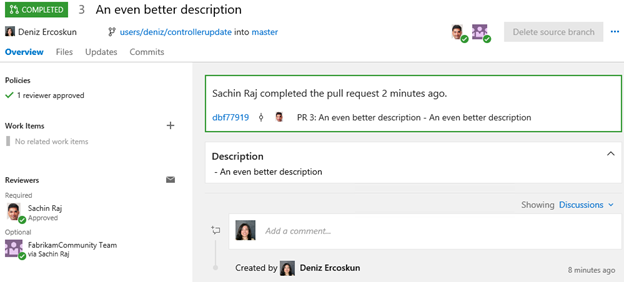 COMPLETED 3 An even better description
Deniz Ercoskun users/deniz/controllerupdate into master Delete source branch
Overview Files Updates Commits
Policies
1 reviewer approved
Work Items
No related work items
Reviewers
Required
Sachin Raj
Approved
Optional
FabrikamCommunity Team
via Sachin Raj
Sachin Raj completed the pull request 2 minutes ago.
dbf77919 PR 3: An even better description - An even better description
Description
- An even better description
Showing Discussions
Add a comment...
Created by Deniz Ercoskun 8 minutes ago